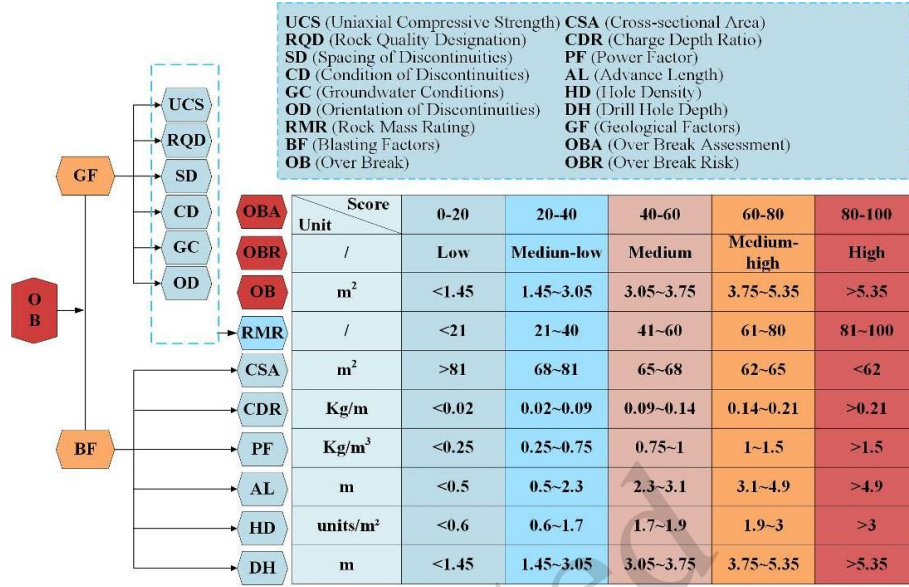 UCS (Uniaxial Compressive Strength) CSA (Cross-sectional Area)
RQD (Rock Quality Designation) CDR (Charge Depth Ratio)
SD (Spacing of Discontinuities) PF (Power Factor)
CD (Condition of Discontinuities) AL (Advance Length)
GC (Groundwater Conditions) HD (Hole Density)
OD (Orientation of Discontinuities) DH (Drill Hole Depth)
RMR (Rock Mass Rating) GF (Geological Factors)
BF (Blasting Factors) OBA (Over Break Assessment)
OB (Over Break) OBR (Over Break Risk)
UCS
RQD
SD
CD
GC
OD
GF
O
B
BF
OBA Score Unit 0-20 20-40 40-60 60-80 80-100
OBR / Low Mediun-low Medium Medium-high High
OB m² <1.45 1.45~3.05 3.05~3.75 3.75~5.35 >5.35
RMR / <21 21~40 41~60 61~80 81~100
CSA m² >81 68~81 65~68 62~65 <62
CDR Kg/m <0.02 0.02~0.09 0.09~0.14 0.14~0.21 >0.21
PF Kg/m³ <0.25 0.25~0.75 0.75~1 1~1.5 >1.5
AL m <0.5 0.5~2.3 2.3~3.1 3.1~4.9 >4.9
HD units/m² <0.6 0.6~1.7 1.7~1.9 1.9~3 >3
DH m <1.45 1.45~3.05 3.05~3.75 3.75~5.35 >5.35